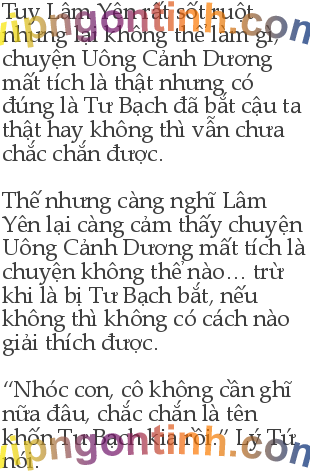 Tuy Lâm Yên rất sốt ruột
nhưng lại không thể làm gì,
chuyện Uông Cảnh Dương
mất tích là thật nhưng có
đúng là Tư Bạch đã bắt cậu ta
thật hay không thì vẫn chưa
chắc chắn được.
Thế nhưng càng nghĩ Lâm
Yên lại càng cảm thấy chuyện
Uông Cảnh Dương mất tích là
chuyện không thể nào... trừ
khi là bị Tư Bạch bắt, nếu
không thì không có cách nào
giải thích được.
“Nhóc con, cô không cần ghĩ
nữa đâu, chắc chắn là tên
khốn Tư Bạch kia rồi.” Lý Tứ
nói.
vipngontinh.com
vipngontinh.com